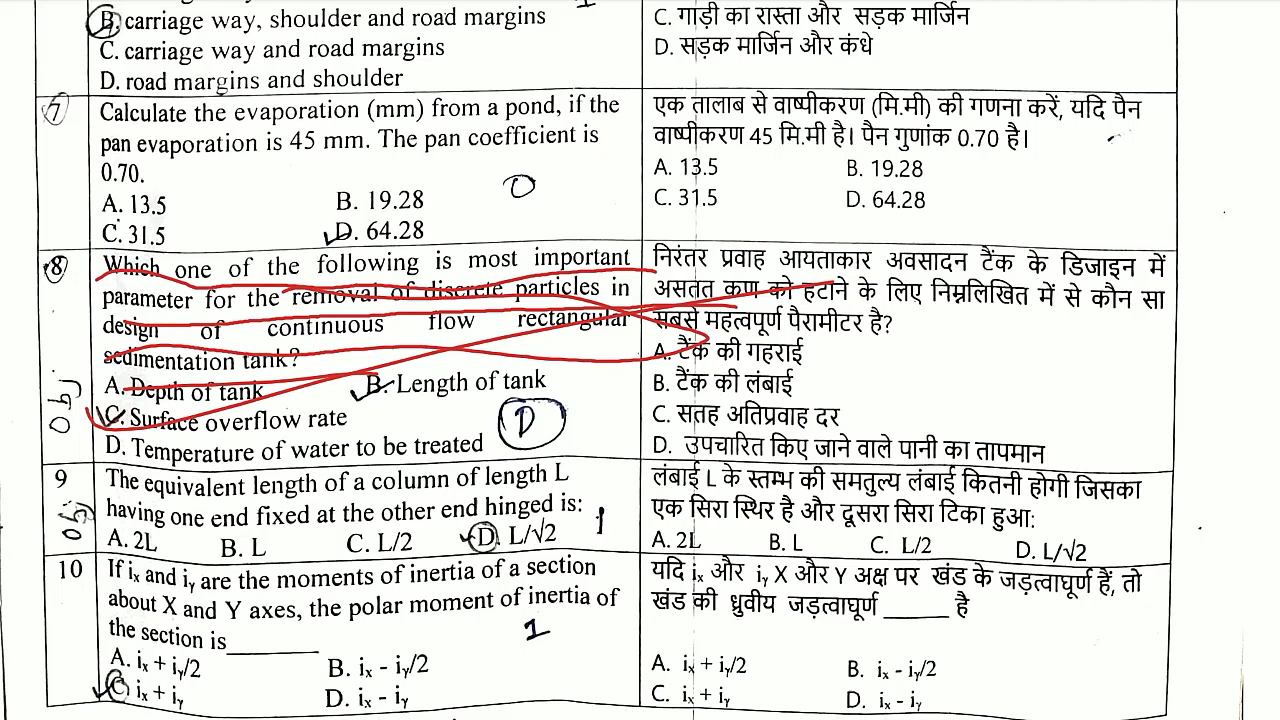 B. carriage way, shoulder and road margins
C. carriage way and road margins
D. road margins and shoulder
C. गाड़ी का रास्ता और सड़क मार्जिन
D. सड़क मार्जिन और कंधे
7
Calculate the evaporation (mm) from a pond, if the
pan evaporation is 45 mm. The pan coefficient is
0.70.
A. 13.5 B. 19.28
C. 31.5 D. 64.28
0
एक तालाब से वाष्पीकरण (मि.मी) की गणना करें, यदि पैन
वाष्पीकरण 45 मि.मी है। पैन गुणांक 0.70 है।
A. 13.5 B. 19.28
C. 31.5 D. 64.28
8
Which one of the following is most important
parameter for the removal of discrete particles in
design of continuous flow rectangular
sedimentation tank?
A. Depth of tank B. Length of tank
C. Surface overflow rate
D. Temperature of water to be treated
D
Obj.
निरंतर प्रवाह आयताकार अवसादन टैंक के डिजाइन में
असतत कण को हटाने के लिए निम्नलिखित में से कौन सा
सबसे महत्वपूर्ण पैरामीटर है?
A. टैंक की गहराई
B. टैंक की लंबाई
C. सतह अतिप्रवाह दर
D. उपचारित किए जाने वाले पानी का तापमान
9
The equivalent length of a column of length L
having one end fixed at the other end hinged is:
A. 2L B. L C. L/2 D. L/√2
1
Obj
लंबाई L के स्तम्भ की समतुल्य लंबाई कितनी होगी जिसका
एक सिरा स्थिर है और दूसरा सिरा टिका हुआ:
A. 2L B. L C. L/2 D. L/√2
10
If iₓ and iᵧ are the moments of inertia of a section
about X and Y axes, the polar moment of inertia of
the section is________
A. iₓ + iᵧ/2 B. iₓ - iᵧ/2
C. iₓ + iᵧ D. iₓ - iᵧ
1
यदि iₓ और iᵧ X और Y अक्ष पर खंड के जड़त्वाघूर्ण हैं, तो
खंड की ध्रुवीय जड़त्वाघूर्ण ______ है
A. iₓ + iᵧ/2 B. iₓ - iᵧ/2
C. iₓ + iᵧ D. iₓ - iᵧ